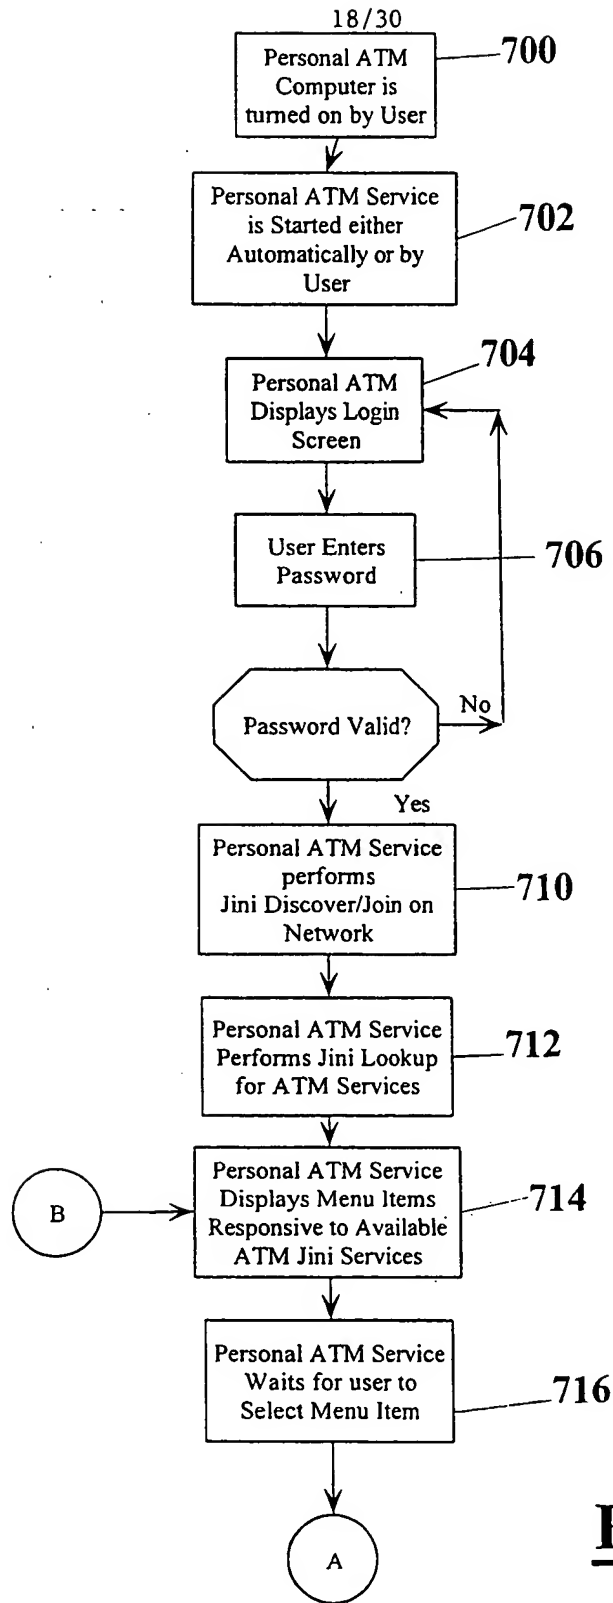 18/30
Personal ATM
Computer is
turned on by User
700
Personal ATM Service
is Started either
Automatically or by
User
702
Personal ATM
Displays Login
Screen
704
User Enters
Password
706
Password Valid?
No
Yes
Personal ATM Service
performs
Jini Discover/Join on
Network
710
Personal ATM Service
Performs Jini Lookup
for ATM Services
712
B
Personal ATM Service
Displays Menu Items
Responsive to Available
ATM Jini Services
714
Personal ATM Service
Waits for user to
Select Menu Item
716
A